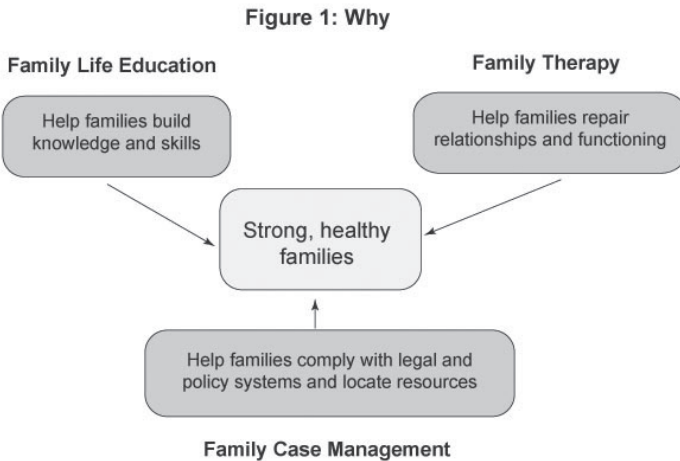 Figure 1: Why
Family Life Education
Help families build
knowledge and skills
Family Therapy
Help families repair
relationships and functioning
Strong, healthy
families
Help families comply with legal and
policy systems and locate resources
Family Case Management